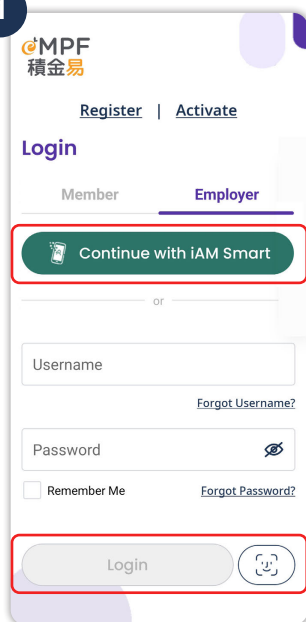 eMPF
積金易
Register | Activate
Login
Member Employer
Continue with iAM Smart
or
Username
Forgot Username?
Password
Remember Me Forgot Password?
Login